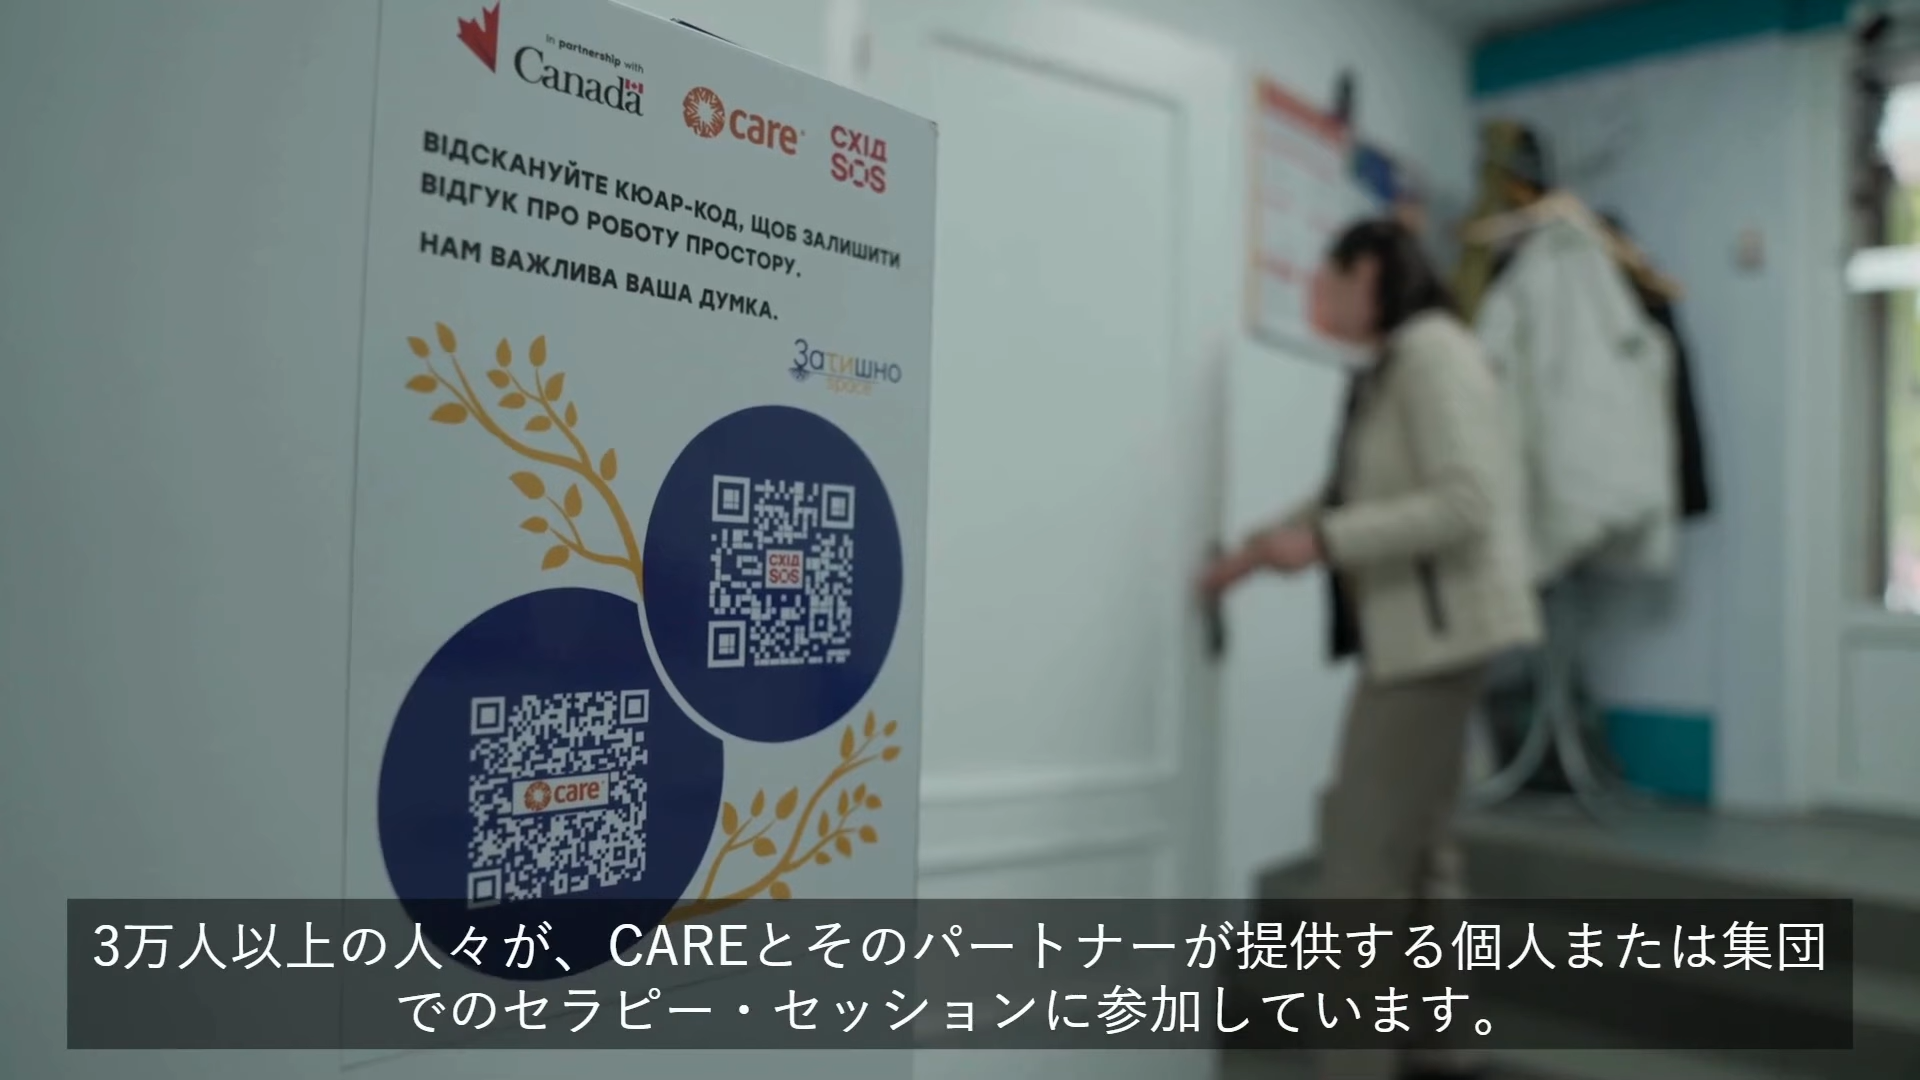 In partnership with
Canada
care
СХІД
SOS
ВІДСКАНУЙТЕ КЮАР-КОД, ЩОБ ЗАЛИШИТИ
ВІДГУК ПРО РОБОТУ ПРОСТОРУ.
НАМ ВАЖЛИВА ВАША ДУМКА.
Затишно
space
СХІД
SOS
care
3万人以上の人々が、CAREとそのパートナーが提供する個人または集団
でのセラピー・セッションに参加しています。